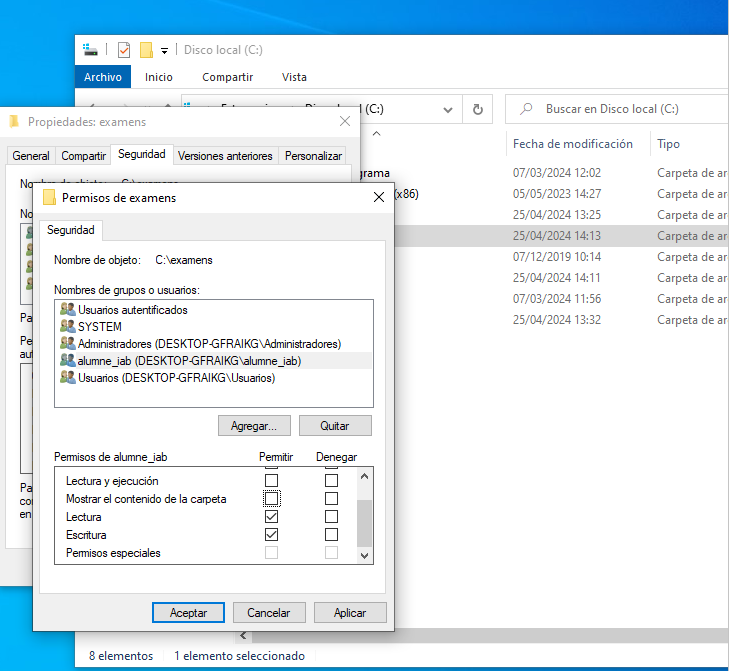 Disco local (C:)
Archivo Inicio Compartir Vista
(C:)
Buscar en Disco local (C:)
Propiedades: examens
General Compartir Seguridad Versiones anteriores Personalizar
Fecha de modificación Tipo
grama 07/03/2024 12:02 Carpeta de ar
(x86) 05/05/2023 14:27 Carpeta de ar
25/04/2024 13:25 Carpeta de ar
25/04/2024 14:13 Carpeta de ar
07/12/2019 10:14 Carpeta de ar
25/04/2024 14:11 Carpeta de ar
07/03/2024 11:56 Carpeta de ar
25/04/2024 13:32 Carpeta de ar
No
Pa
Pe
au
Pa
co
en
Permisos de examens
Seguridad
Nombre de objeto: C:\examens
Nombres de grupos o usuarios:
Usuarios autentificados
SYSTEM
Administradores (DESKTOP-GFRAIKG\Administradores)
alumne_iab (DESKTOP-GFRAIKG\alumne_iab)
Usuarios (DESKTOP-GFRAIKG\Usuarios)
Agregar... Quitar
Permisos de alumne_iab Permitir Denegar
Lectura y ejecución
Mostrar el contenido de la carpeta
Lectura
Escritura
Permisos especiales
Aceptar Cancelar Aplicar
8 elementos 1 elemento seleccionado